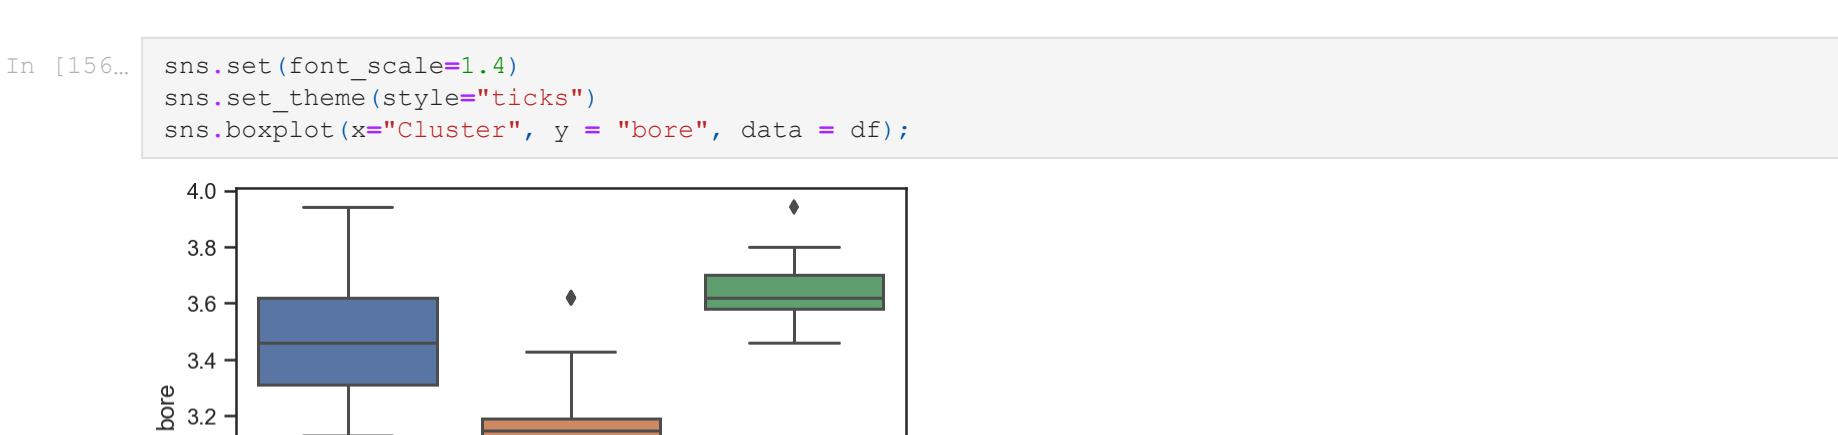 In [156…
sns.set(font_scale=1.4)
sns.set_theme(style="ticks")
sns.boxplot(x="Cluster", y = "bore", data = df);
4.0
3.8
3.6
3.4
3.2
bore